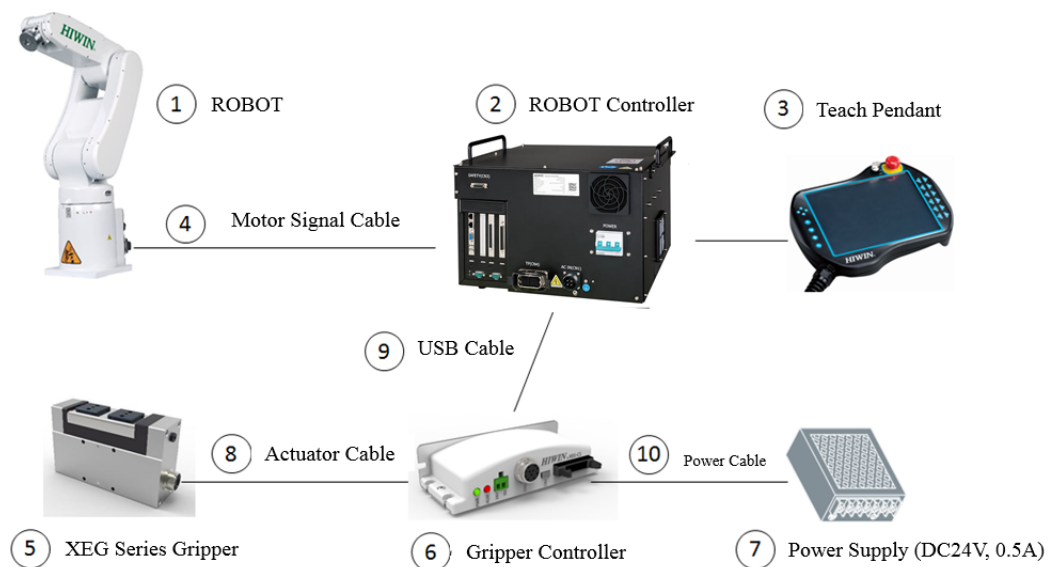 HIWIN
1 ROBOT
2 ROBOT Controller
3 Teach Pendant
SAFETY(CN2)
POWER
4 Motor Signal Cable
HIWIN
9 USB Cable
8 Actuator Cable
HIWIN
10 Power Cable
5 XEG Series Gripper
6 Gripper Controller
7 Power Supply (DC24V, 0.5A)